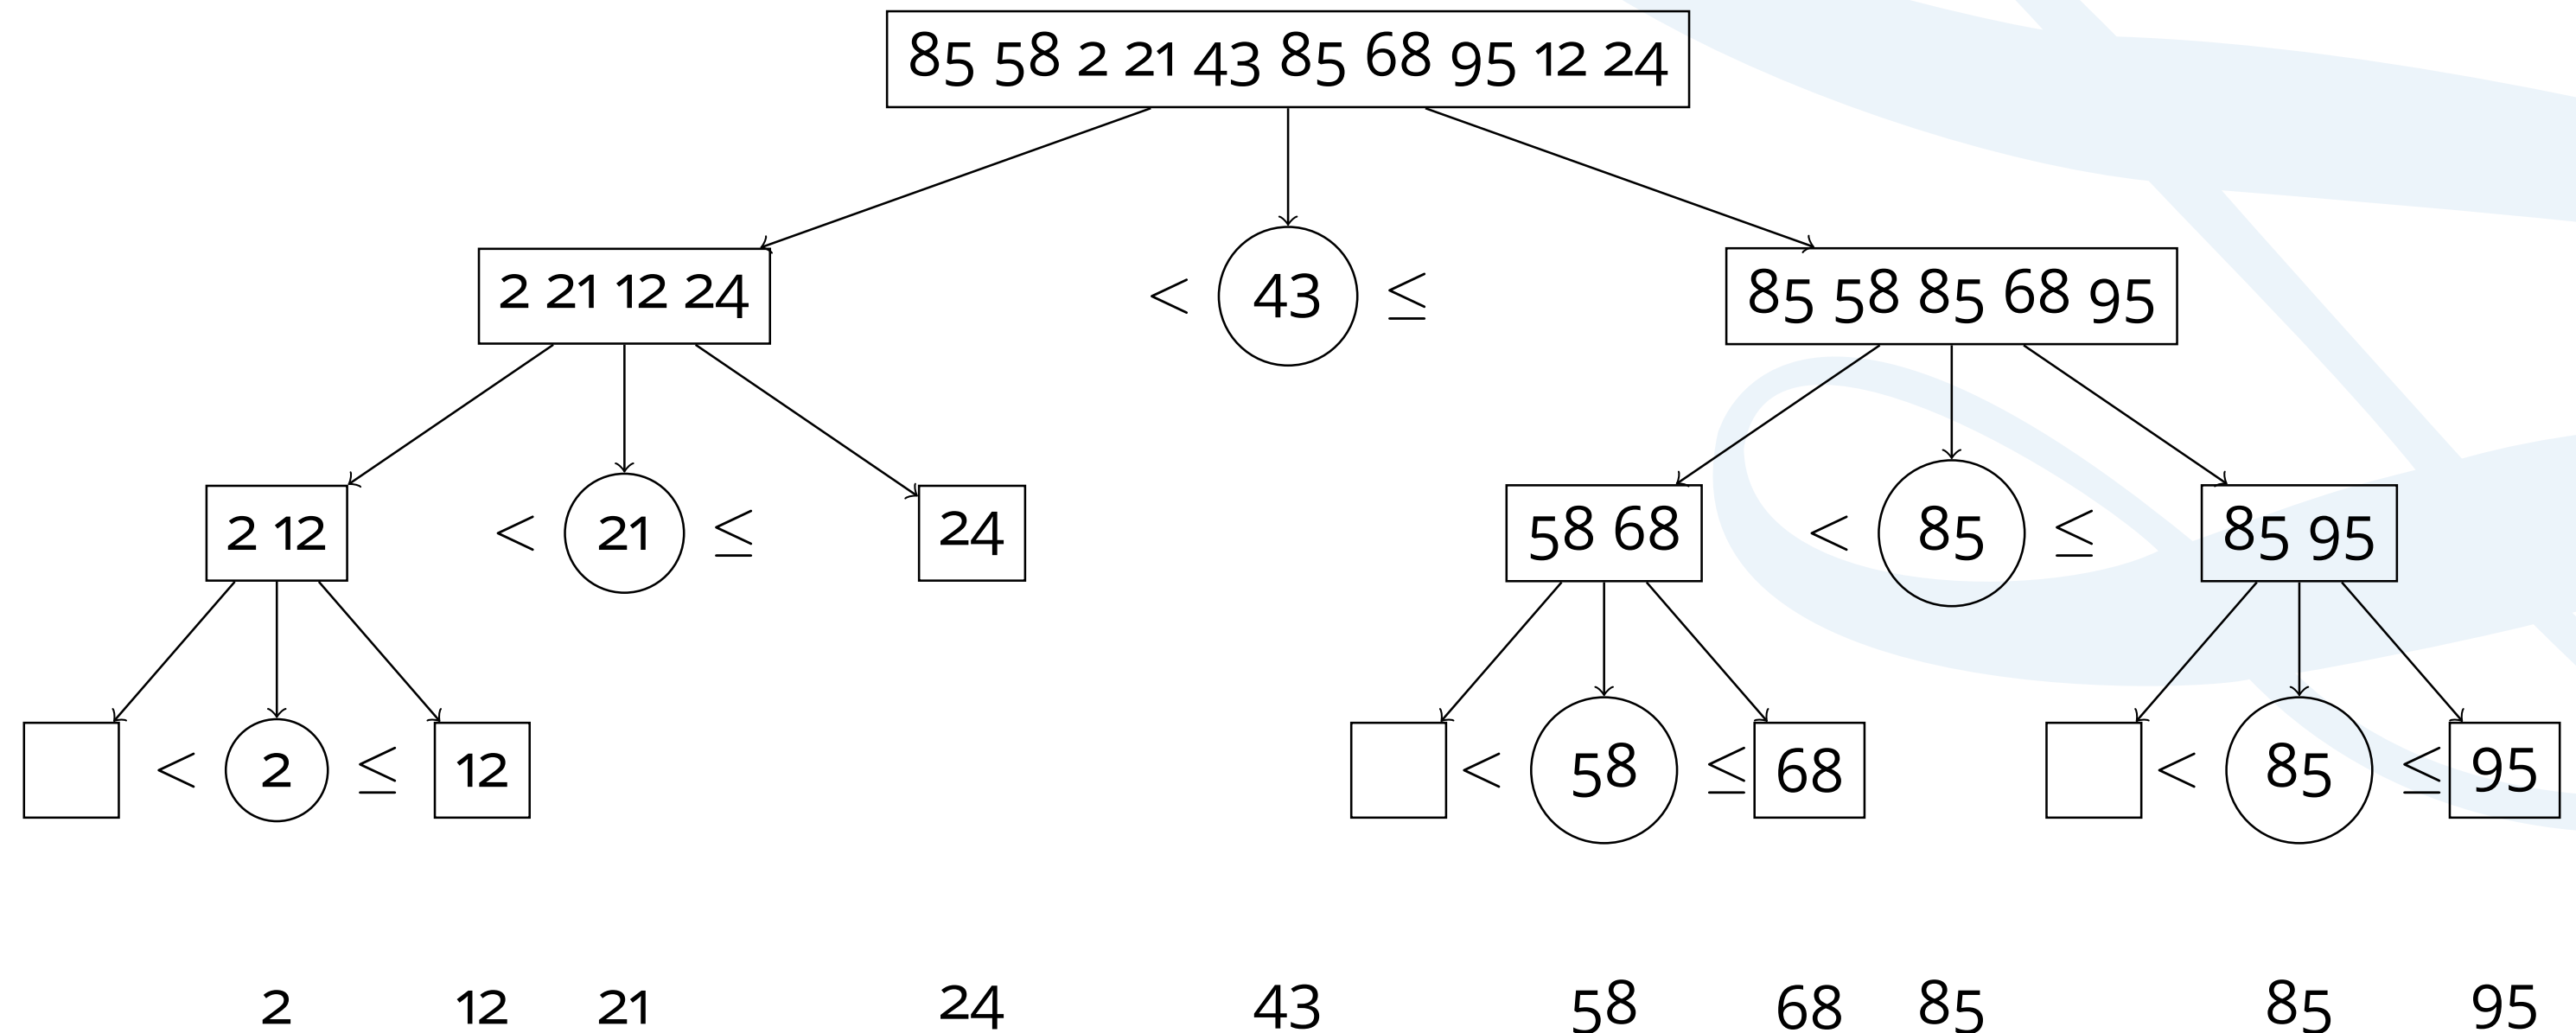 85 58 2 21 43 85 68 95 12 24
2 21 12 24 < 43 ≤ 85 58 85 68 95
2 12 < 21 ≤ 24 58 68 < 85 ≤ 85 95
< 2 ≤ 12 < 58 ≤ 68 < 85 ≤ 95
2 12 21 24 43 58 68 85 85 95